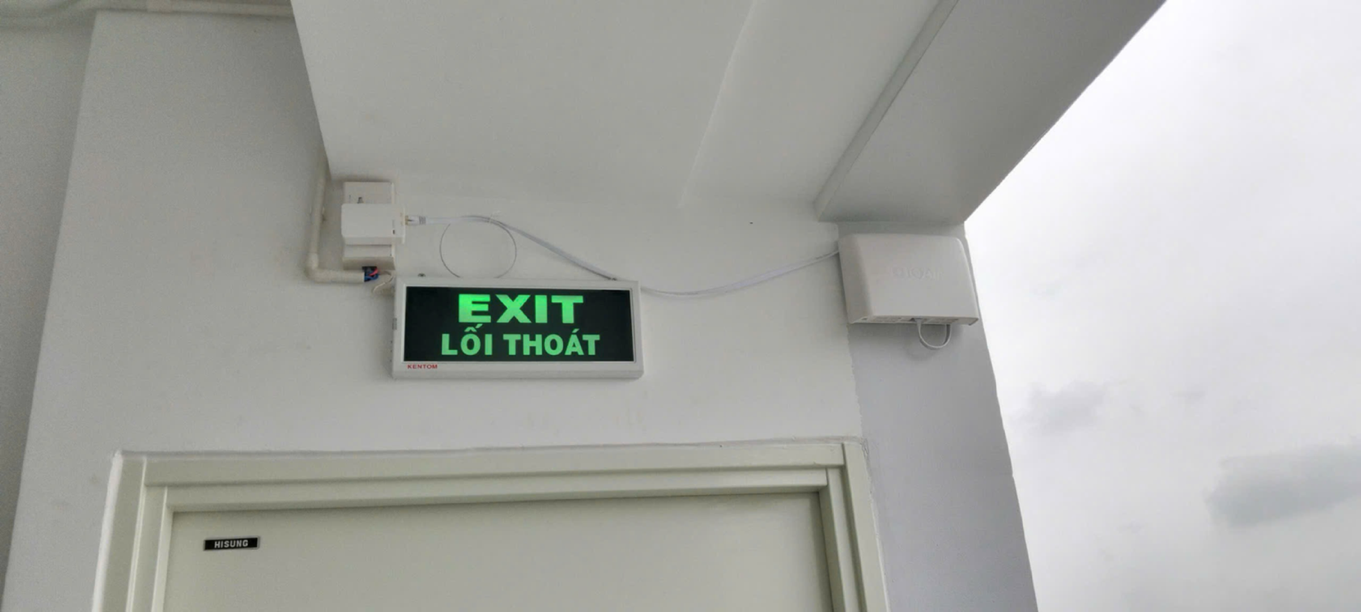 EXIT
LỐI THOÁT
KENTOM
HISUNG